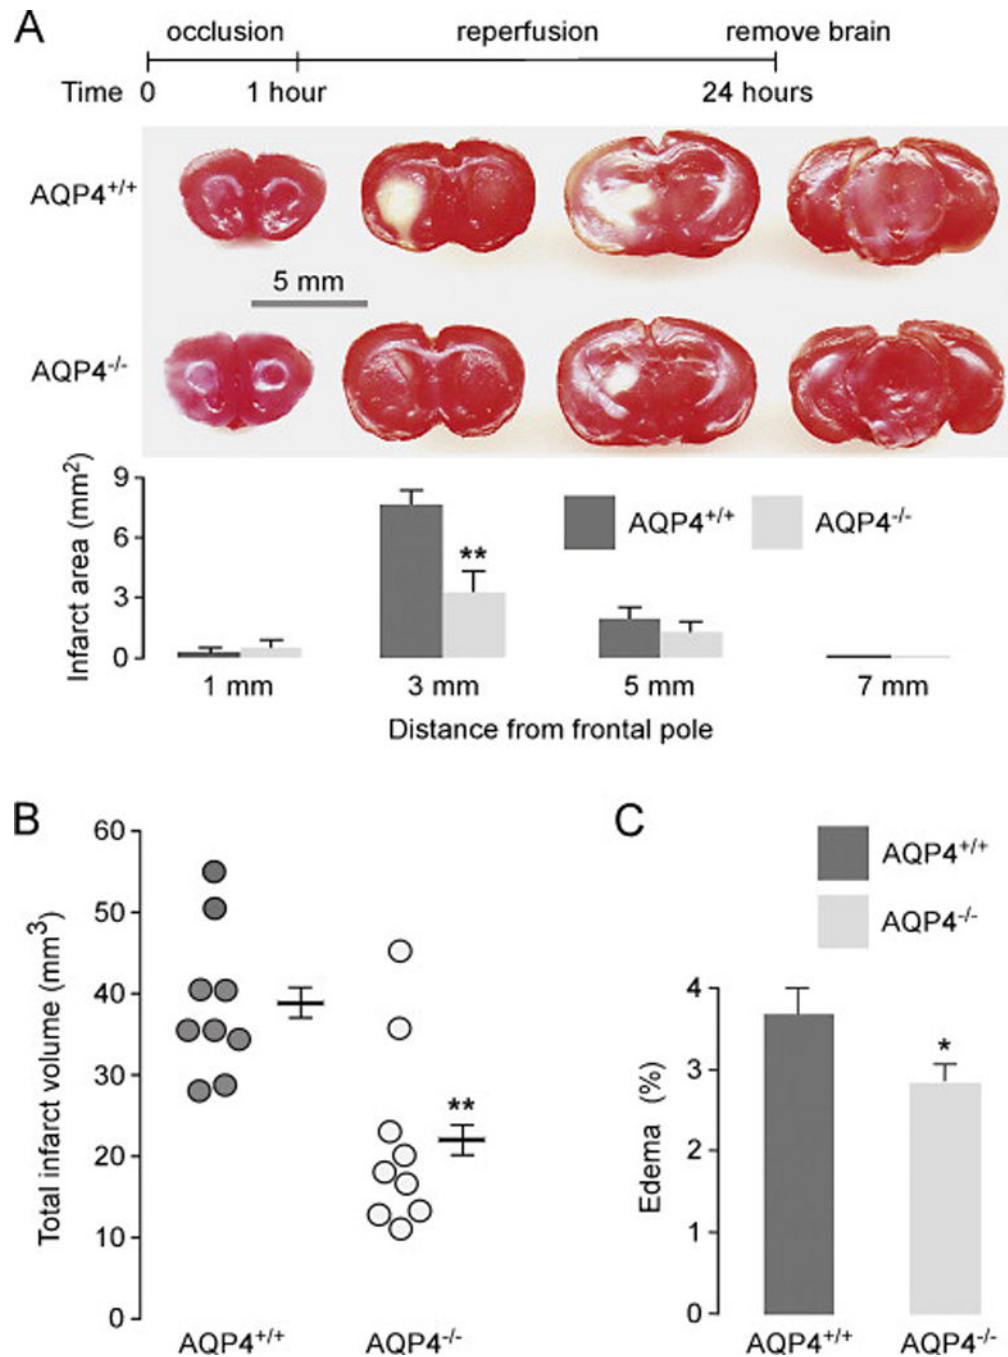 A
occlusion reperfusion remove brain
Time 0 1 hour 24 hours
AQP4+/+
5 mm
AQP4-/-
Infarct area (mm2)
9
6
3
0
AQP4+/+ AQP4-/-
**
1 mm 3 mm 5 mm 7 mm
Distance from frontal pole
B
Total infarct volume (mm3)
60
50
40
30
20
10
0
**
AQP4+/+ AQP4-/-
C
AQP4+/+
AQP4-/-
Edema (%)
4
3
2
1
0
*
AQP4+/+ AQP4-/-